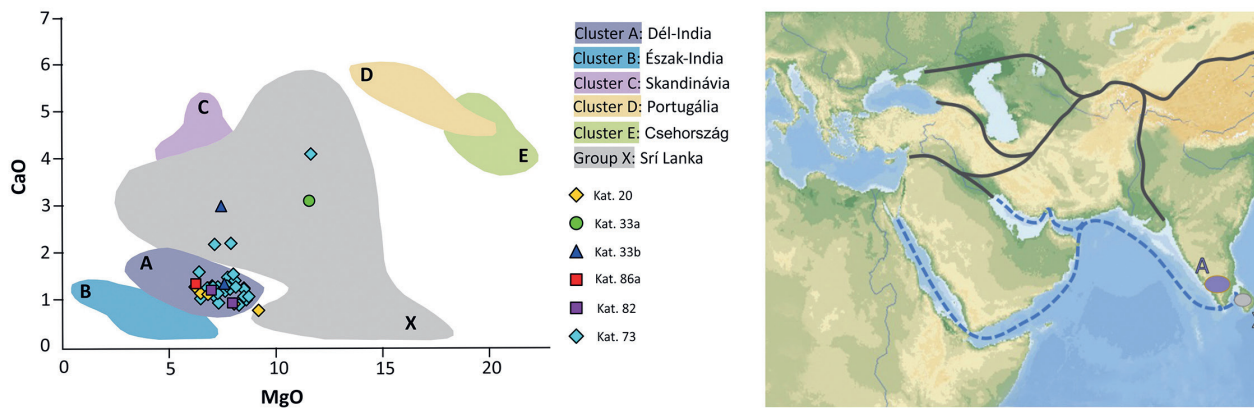 7
6
5
4
3
2
1
0
CaO
0
5
10
15
20
MgO
A
B
C
D
E
X
Cluster A: Dél-India
Cluster B: Észak-India
Cluster C: Skandinávia
Cluster D: Portugália
Cluster E: Csehország
Group X: Srí Lanka
Kat. 20
Kat. 33a
Kat. 33b
Kat. 86a
Kat. 82
Kat. 73
A